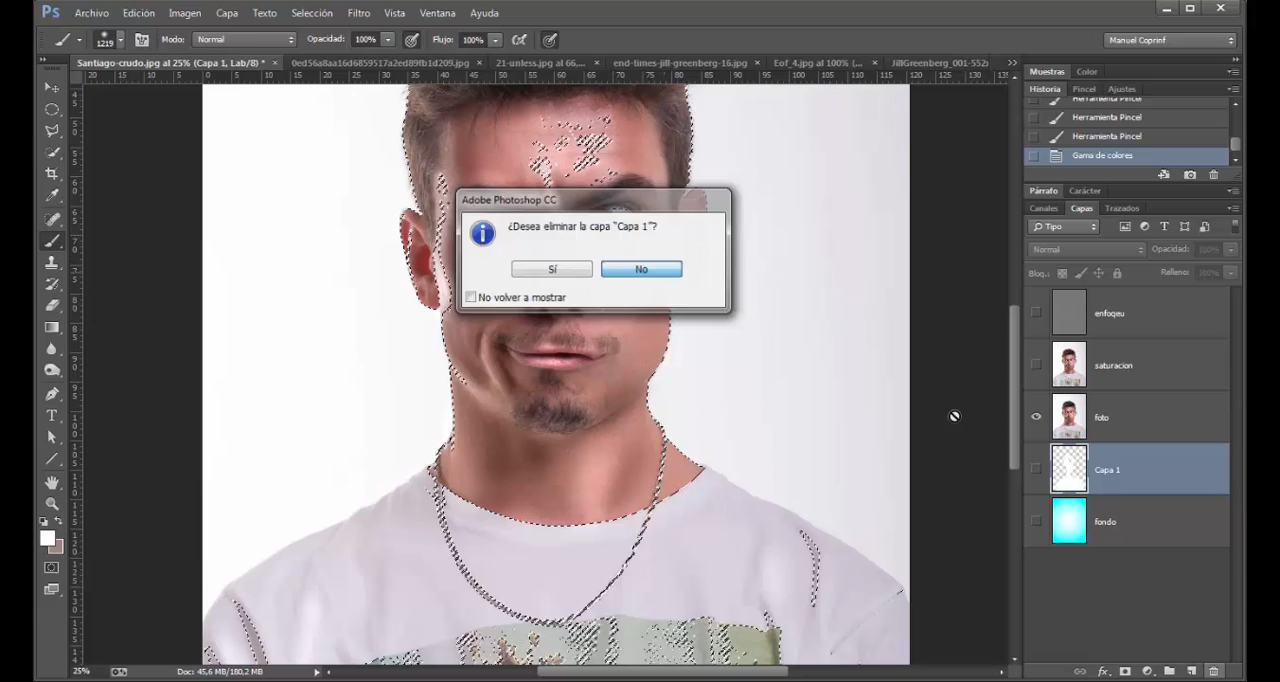 Ps Archivo Edición Imagen Capa Texto Selección Filtro Vista Ventana Ayuda
1219 Modo: Normal Opacidad: 100% Flujo: 100% Manuel Coprinf
Santiago-crudo.jpg al 25% (Capa 1, Lab/8) * × 0ed56a8aa16d6859517a2ed89fb1d209.jpg × 21-unless.jpg al 66,... × end-times-jill-greenberg-16.jpg × Eof_4.jpg al 100% (... × JillGreenberg_001-552
Muestras Color
Historia Pincel Ajustes
Herramienta Pincel
Herramienta Pincel
Herramienta Pincel
Gama de colores
Párrafo Carácter
Canales Capas Trazados
Tipo
Normal Opacidad: 100%
Bloq.: Relleno: 100%
enfoqeu
saturacion
foto
Capa 1
fondo
Adobe Photoshop CC
¿Desea eliminar la capa "Capa 1"?
Sí No
No volver a mostrar
25% Doc: 45,6 MB/180,2 MB